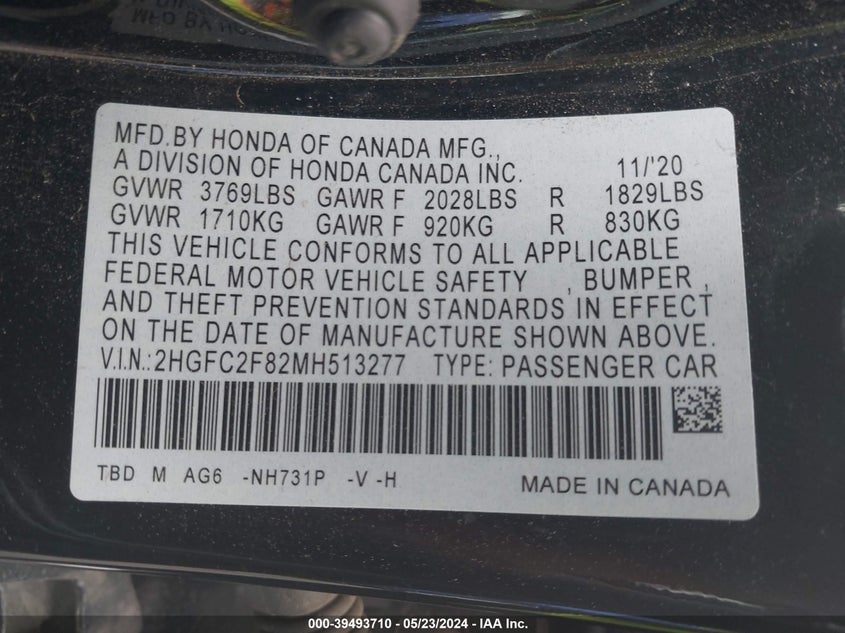 MFD.BY HONDA OF CANADA MFG.,
A DIVISION OF HONDA CANADA INC. 11/'20
GVWR 3769LBS GAWR F 2028LBS R 1829LBS
GVWR 1710KG GAWR F 920KG R 830KG
THIS VEHICLE CONFORMS TO ALL APPLICABLE
FEDERAL MOTOR VEHICLE SAFETY , BUMPER ,
AND THEFT PREVENTION STANDARDS IN EFFECT
ON THE DATE OF MANUFACTURE SHOWN ABOVE.
V.I.N.:2HGFC2F82MH513277 TYPE: PASSENGER CAR
TBD M AG6 -NH731P -V -H MADE IN CANADA
000-39493710 / 05/23/2024 - IAA Inc.